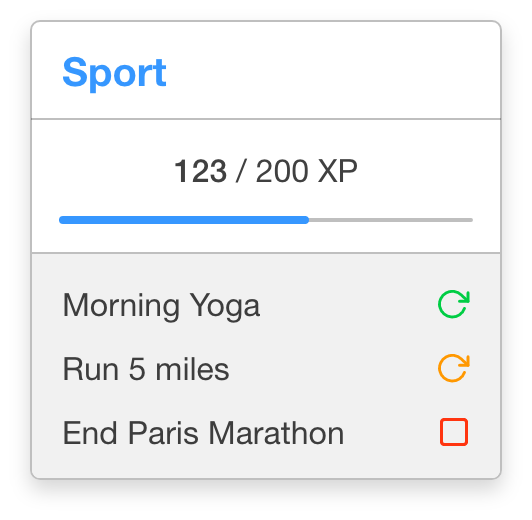 Sport
123 / 200 XP
Morning Yoga
Run 5 miles
End Paris Marathon